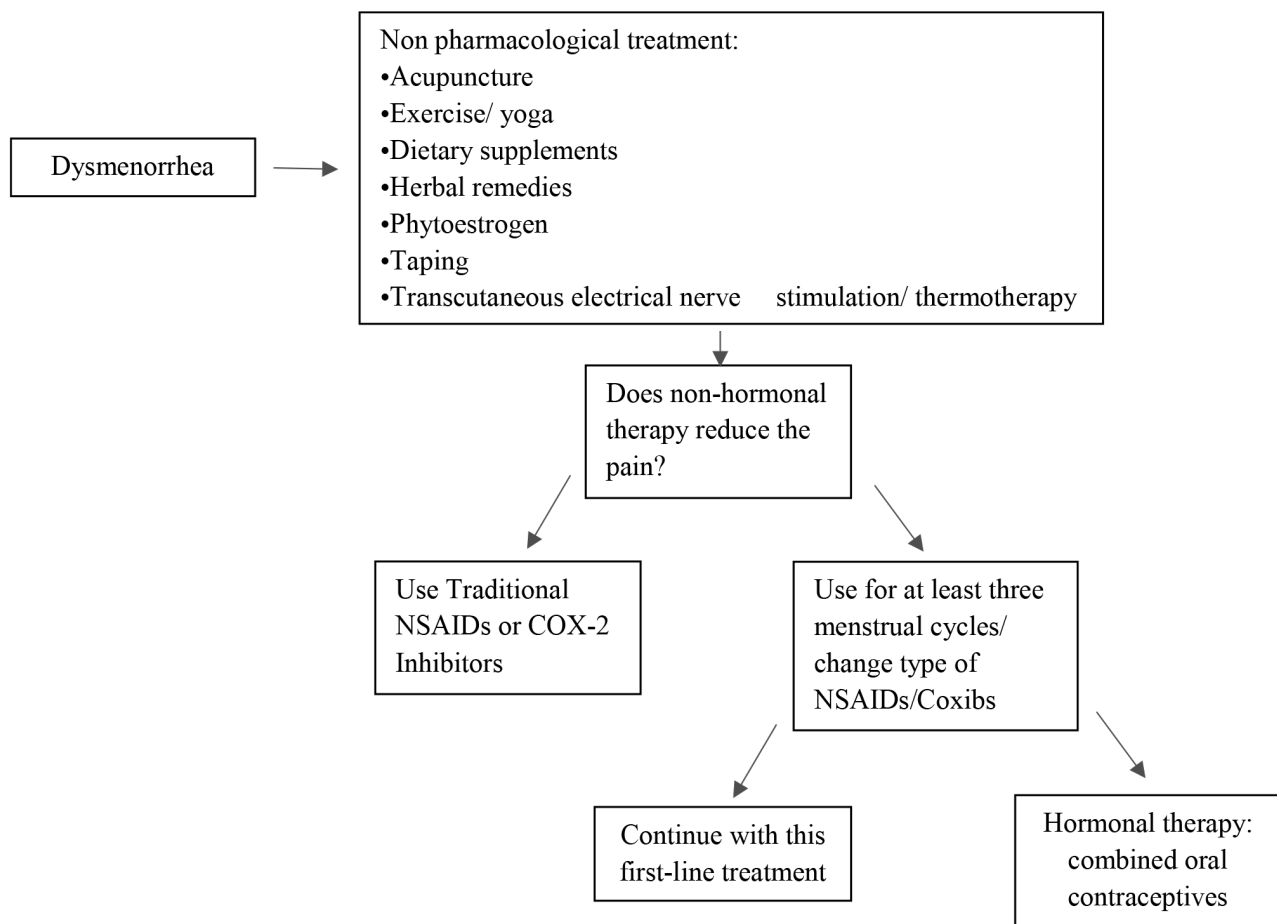 Dysmenorrhea
Non pharmacological treatment:
•Acupuncture
•Exercise/ yoga
•Dietary supplements
•Herbal remedies
•Phytoestrogen
•Taping
•Transcutaneous electrical nerve stimulation/ thermotherapy
Does non-hormonal
therapy reduce the
pain?
Use Traditional
NSAIDs or COX-2
Inhibitors
Use for at least three
menstrual cycles/
change type of
NSAIDs/Coxibs
Continue with this
first-line treatment
Hormonal therapy:
combined oral
contraceptives